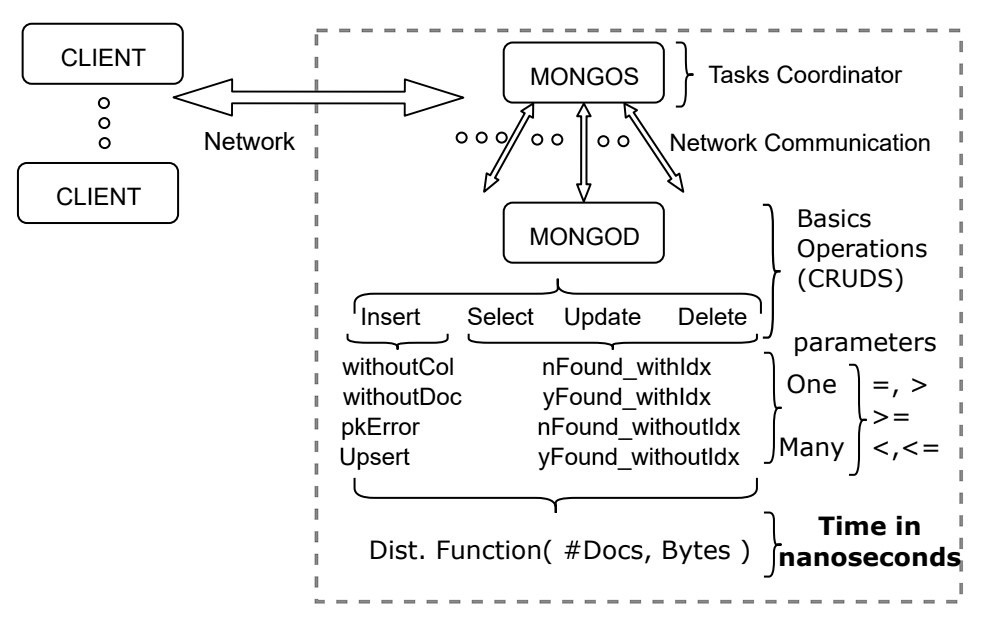 CLIENT
CLIENT
Network
MONGOS
Tasks Coordinator
Network Communication
MONGOD
Basics
Operations
(CRUDS)
Insert Select Update Delete
parameters
withoutCol nFound_withIdx
withoutDoc yFound_withIdx
pkError nFound_withoutIdx
Upsert yFound_withoutIdx
One
Many
=, >
>=
<,<=
Dist. Function( #Docs, Bytes )
Time in
nanoseconds